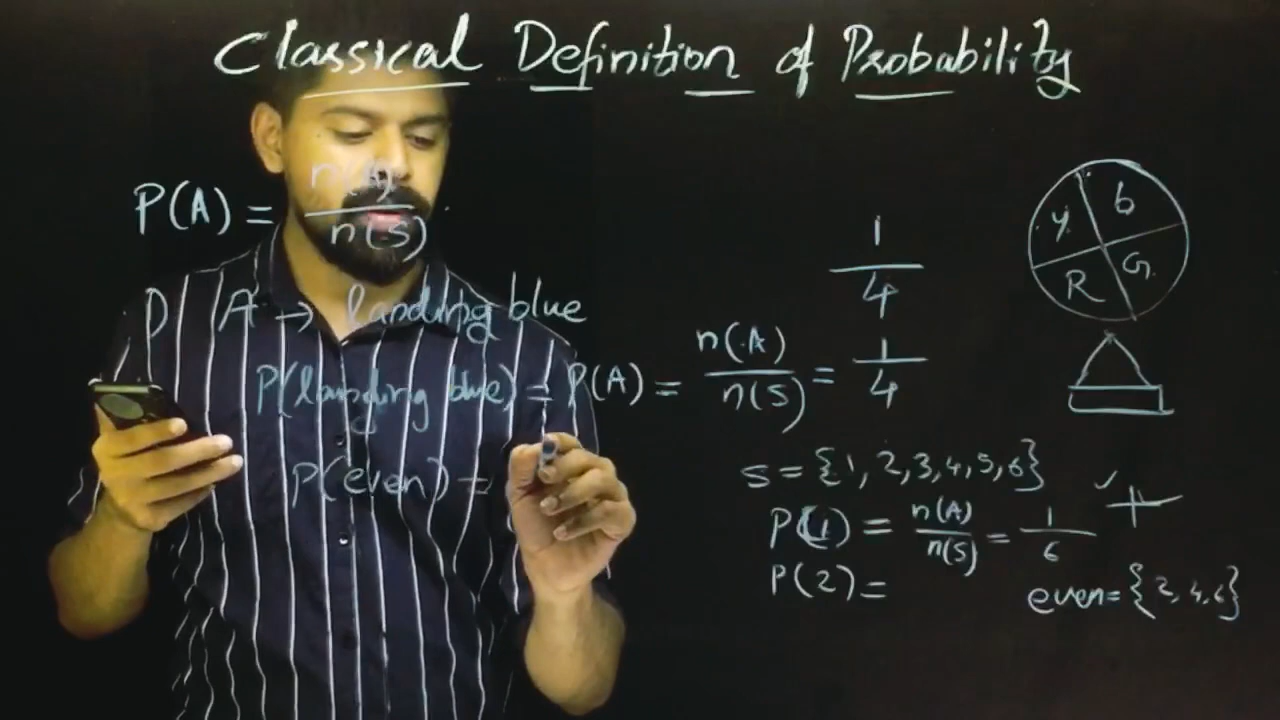 Classical Definition of Probability
P(A) = n(A)/n(S)
y b
R G
1/4
A → landing blue
P(landing blue) = P(A) = n(A)/n(S) = 1/4
S = {1, 2, 3, 4, 5, 6}
P(even) =
P(1) = n(A)/n(S) = 1/6
P(2) =
even = {2, 4, 6}